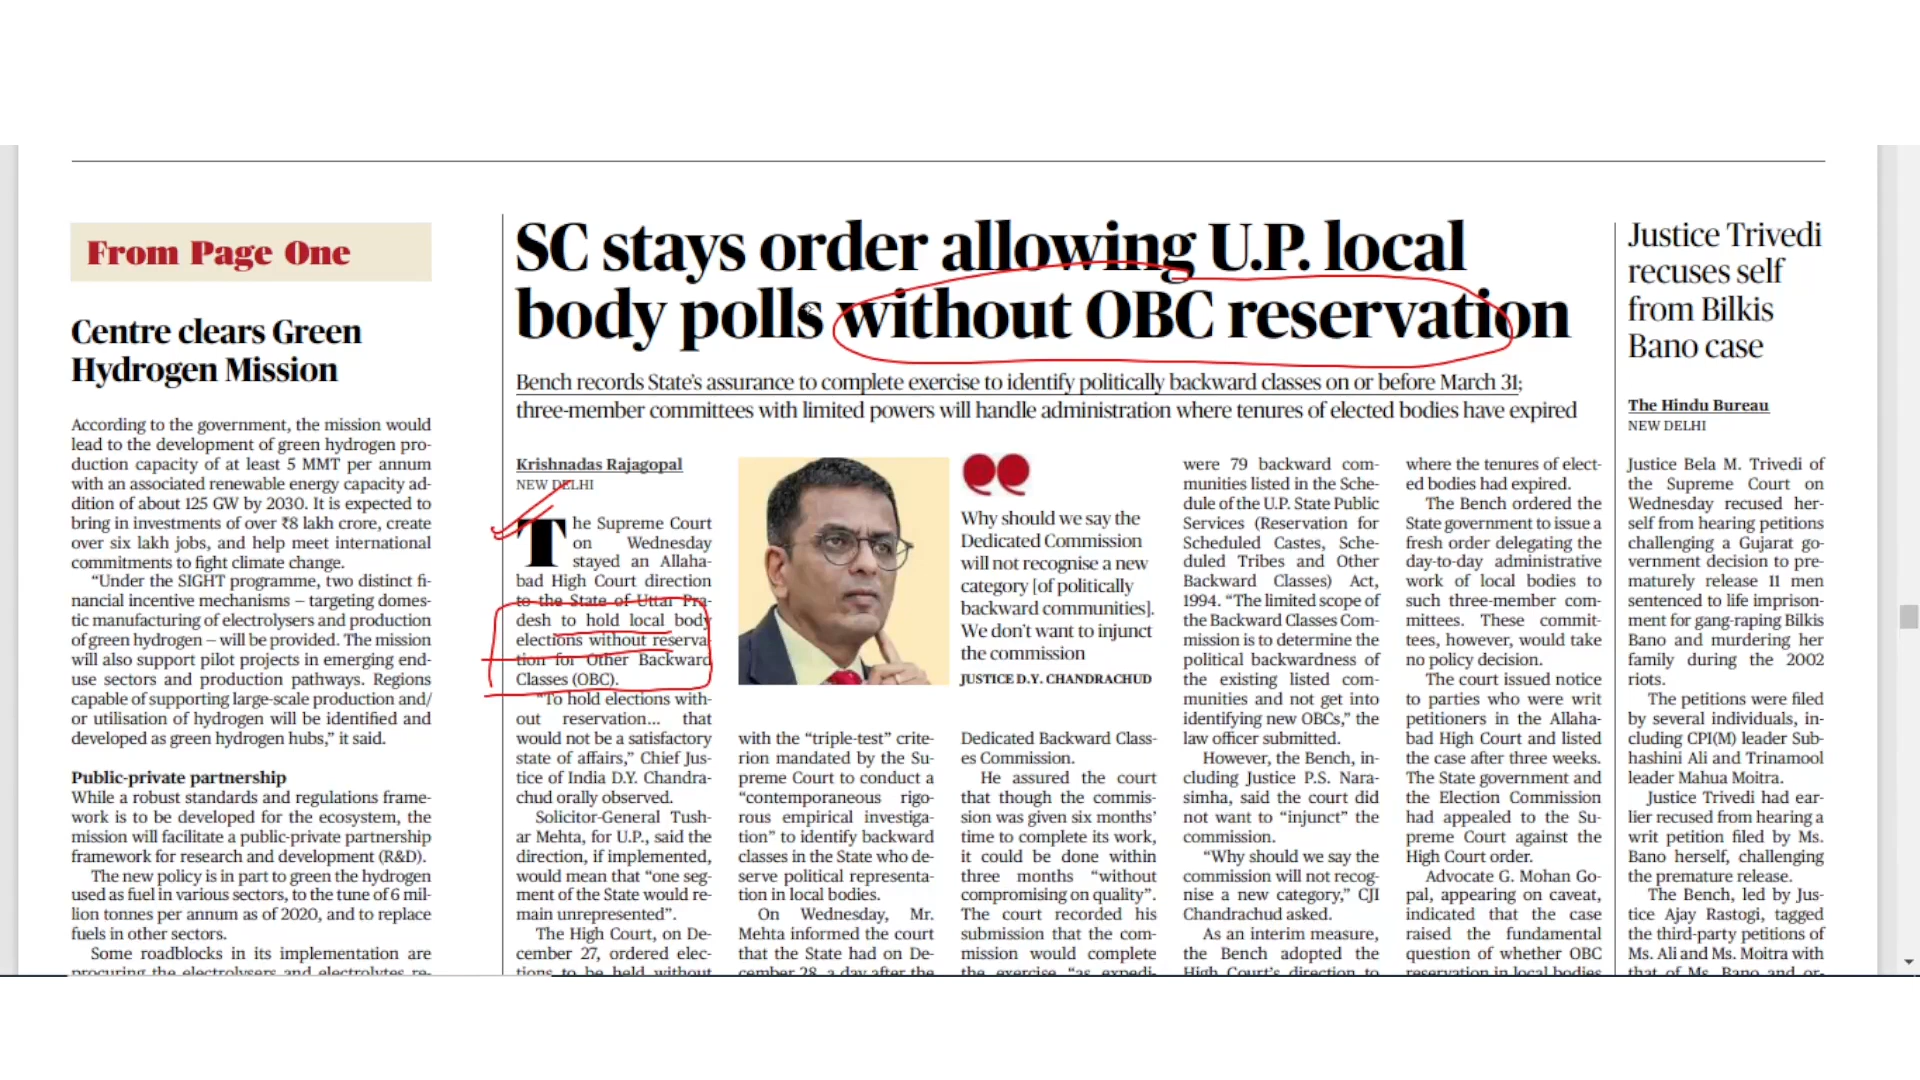 From Page One
Centre clears Green
Hydrogen Mission
According to the government, the mission would
lead to the development of green hydrogen pro-
duction capacity of at least 5 MMT per annum
with an associated renewable energy capacity ad-
dition of about 125 GW by 2030. It is expected to
bring in investments of over ₹8 lakh crore, create
over six lakh jobs, and help meet international
commitments to fight climate change.
“Under the SIGHT programme, two distinct fi-
nancial incentive mechanisms – targeting domes-
tic manufacturing of electrolysers and production
of green hydrogen – will be provided. The mission
will also support pilot projects in emerging end-
use sectors and production pathways. Regions
capable of supporting large-scale production and/
or utilisation of hydrogen will be identified and
developed as green hydrogen hubs,” it said.
Public-private partnership
While a robust standards and regulations frame-
work is to be developed for the ecosystem, the
mission will facilitate a public-private partnership
framework for research and development (R&D).
The new policy is in part to green the hydrogen
used as fuel in various sectors, to the tune of 6 mil-
lion tonnes per annum as of 2020, and to replace
fuels in other sectors.
Some roadblocks in its implementation are
procuring the electrolysers and electrolytes re-
SC stays order allowing U.P. local
body polls without OBC reservation
Bench records State’s assurance to complete exercise to identify politically backward classes on or before March 31;
three-member committees with limited powers will handle administration where tenures of elected bodies have expired
Krishnadas Rajagopal
NEW DELHI
The Supreme Court
on Wednesday
stayed an Allaha-
bad High Court direction
to the State of Uttar Pra-
desh to hold local body
elections without reserva-
tion for Other Backward
Classes (OBC).
“To hold elections with-
out reservation... that
would not be a satisfactory
state of affairs,” Chief Jus-
tice of India D.Y. Chandra-
chud orally observed.
Solicitor-General Tush-
ar Mehta, for U.P., said the
direction, if implemented,
would mean that “one seg-
ment of the State would re-
main unrepresented”.
The High Court, on De-
cember 27, ordered elec-
tions to be held without
with the “triple-test” crite-
rion mandated by the Su-
preme Court to conduct a
“contemporaneous rigo-
rous empirical investiga-
tion” to identify backward
classes in the State who de-
serve political representa-
tion in local bodies.
On Wednesday, Mr.
Mehta informed the court
that the State had on De-
cember 28, a day after the
Why should we say the
Dedicated Commission
will not recognise a new
category [of politically
backward communities].
We don’t want to injunct
the commission
JUSTICE D.Y. CHANDRACHUD
Dedicated Backward Class-
es Commission.
He assured the court
that though the commis-
sion was given six months’
time to complete its work,
it could be done within
three months “without
compromising on quality”.
The court recorded his
submission that the com-
mission would complete
the exercise “as expedi-
were 79 backward com-
munities listed in the Sche-
dule of the U.P. State Public
Services (Reservation for
Scheduled Castes, Sche-
duled Tribes and Other
Backward Classes) Act,
1994. “The limited scope of
the Backward Classes Com-
mission is to determine the
political backwardness of
the existing listed com-
munities and not get into
identifying new OBCs,” the
law officer submitted.
However, the Bench, in-
cluding Justice P.S. Nara-
simha, said the court did
not want to “injunct” the
commission.
“Why should we say the
commission will not recog-
nise a new category,” CJI
Chandrachud asked.
As an interim measure,
the Bench adopted the
High Court’s direction to
where the tenures of elect-
ed bodies had expired.
The Bench ordered the
State government to issue a
fresh order delegating the
day-to-day administrative
work of local bodies to
such three-member com-
mittees. These commit-
tees, however, would take
no policy decision.
The court issued notice
to parties who were writ
petitioners in the Allaha-
bad High Court and listed
the case after three weeks.
The State government and
the Election Commission
had appealed to the Su-
preme Court against the
High Court order.
Advocate G. Mohan Go-
pal, appearing on caveat,
indicated that the case
raised the fundamental
question of whether OBC
reservation in local bodies
Justice Trivedi
recuses self
from Bilkis
Bano case
The Hindu Bureau
NEW DELHI
Justice Bela M. Trivedi of
the Supreme Court on
Wednesday recused her-
self from hearing petitions
challenging a Gujarat go-
vernment decision to pre-
maturely release 11 men
sentenced to life imprison-
ment for gang-raping Bilkis
Bano and murdering her
family during the 2002
riots.
The petitions were filed
by several individuals, in-
cluding CPI(M) leader Sub-
hashini Ali and Trinamool
leader Mahua Moitra.
Justice Trivedi had ear-
lier recused from hearing a
writ petition filed by Ms.
Bano herself, challenging
the premature release.
The Bench, led by Jus-
tice Ajay Rastogi, tagged
the third-party petitions of
Ms. Ali and Ms. Moitra with
that of Ms. Bano and or-